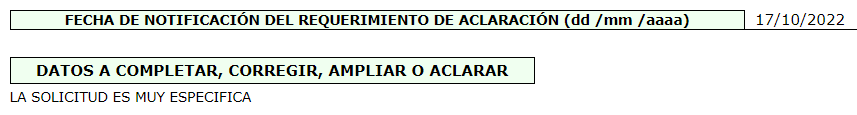 FECHA DE NOTIFICACIÓN DEL REQUERIMIENTO DE ACLARACIÓN (dd /mm /aaaa) 17/10/2022
DATOS A COMPLETAR, CORREGIR, AMPLIAR O ACLARAR
LA SOLICITUD ES MUY ESPECIFICA